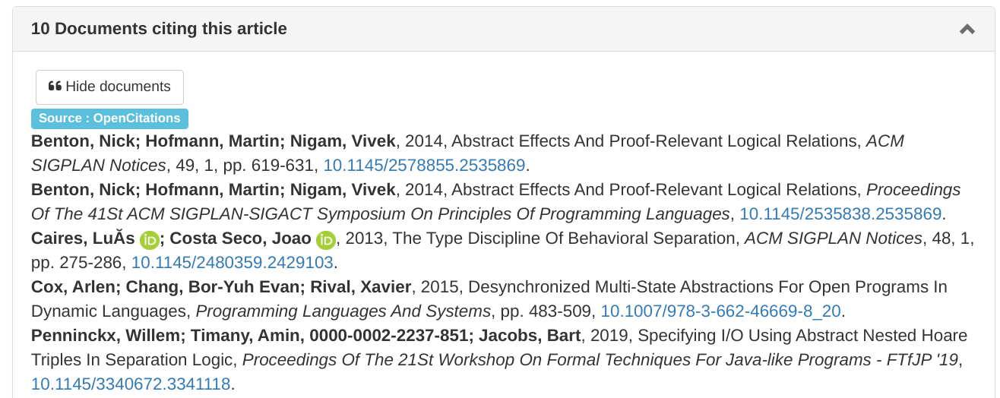 10 Documents citing this article
Hide documents
Source : OpenCitations
Benton, Nick; Hofmann, Martin; Nigam, Vivek, 2014, Abstract Effects And Proof-Relevant Logical Relations, ACM
SIGPLAN Notices, 49, 1, pp. 619-631, 10.1145/2578855.2535869.
Benton, Nick; Hofmann, Martin; Nigam, Vivek, 2014, Abstract Effects And Proof-Relevant Logical Relations, Proceedings
Of The 41St ACM SIGPLAN-SIGACT Symposium On Principles Of Programming Languages, 10.1145/2535838.2535869.
Caires, LuĂs iD; Costa Seco, Joao iD, 2013, The Type Discipline Of Behavioral Separation, ACM SIGPLAN Notices, 48, 1,
pp. 275-286, 10.1145/2480359.2429103.
Cox, Arlen; Chang, Bor-Yuh Evan; Rival, Xavier, 2015, Desynchronized Multi-State Abstractions For Open Programs In
Dynamic Languages, Programming Languages And Systems, pp. 483-509, 10.1007/978-3-662-46669-8_20.
Penninckx, Willem; Timany, Amin, 0000-0002-2237-851; Jacobs, Bart, 2019, Specifying I/O Using Abstract Nested Hoare
Triples In Separation Logic, Proceedings Of The 21St Workshop On Formal Techniques For Java-like Programs - FTfJP '19,
10.1145/3340672.3341118.